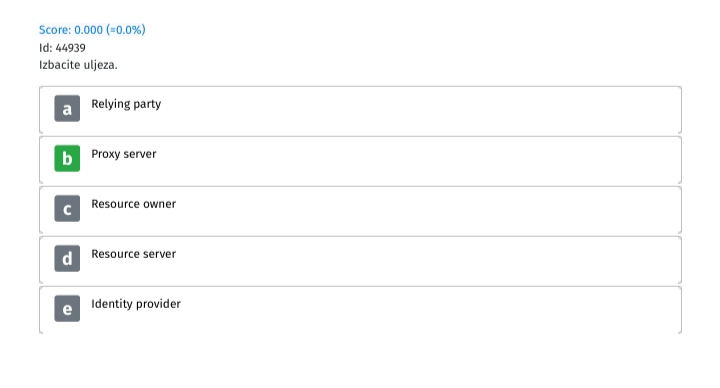 Score: 0.000 (=0.0%)
Id: 44939
Izbacite uljeza.
a Relying party
b Proxy server
c Resource owner
d Resource server
e Identity provider